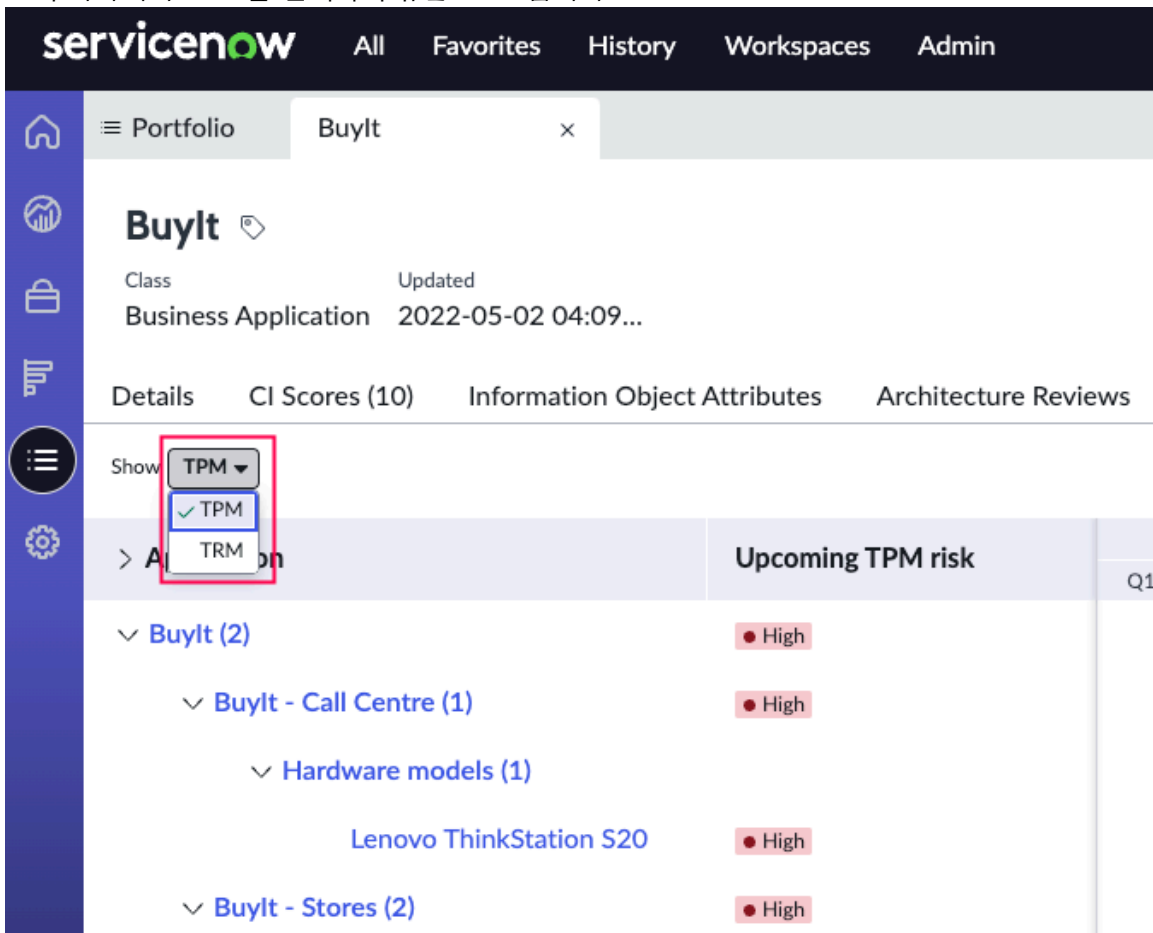 servicenow All Favorites History Workspaces Admin
Portfolio BuyIt ×
BuyIt
Class Updated
Business Application 2022-05-02 04:09...
Details CI Scores (10) Information Object Attributes Architecture Reviews
Show TPM
TPM
TRM
Upcoming TPM risk
Q1
BuyIt (2) High
BuyIt - Call Centre (1) High
Hardware models (1)
Lenovo ThinkStation S20 High
BuyIt - Stores (2) High